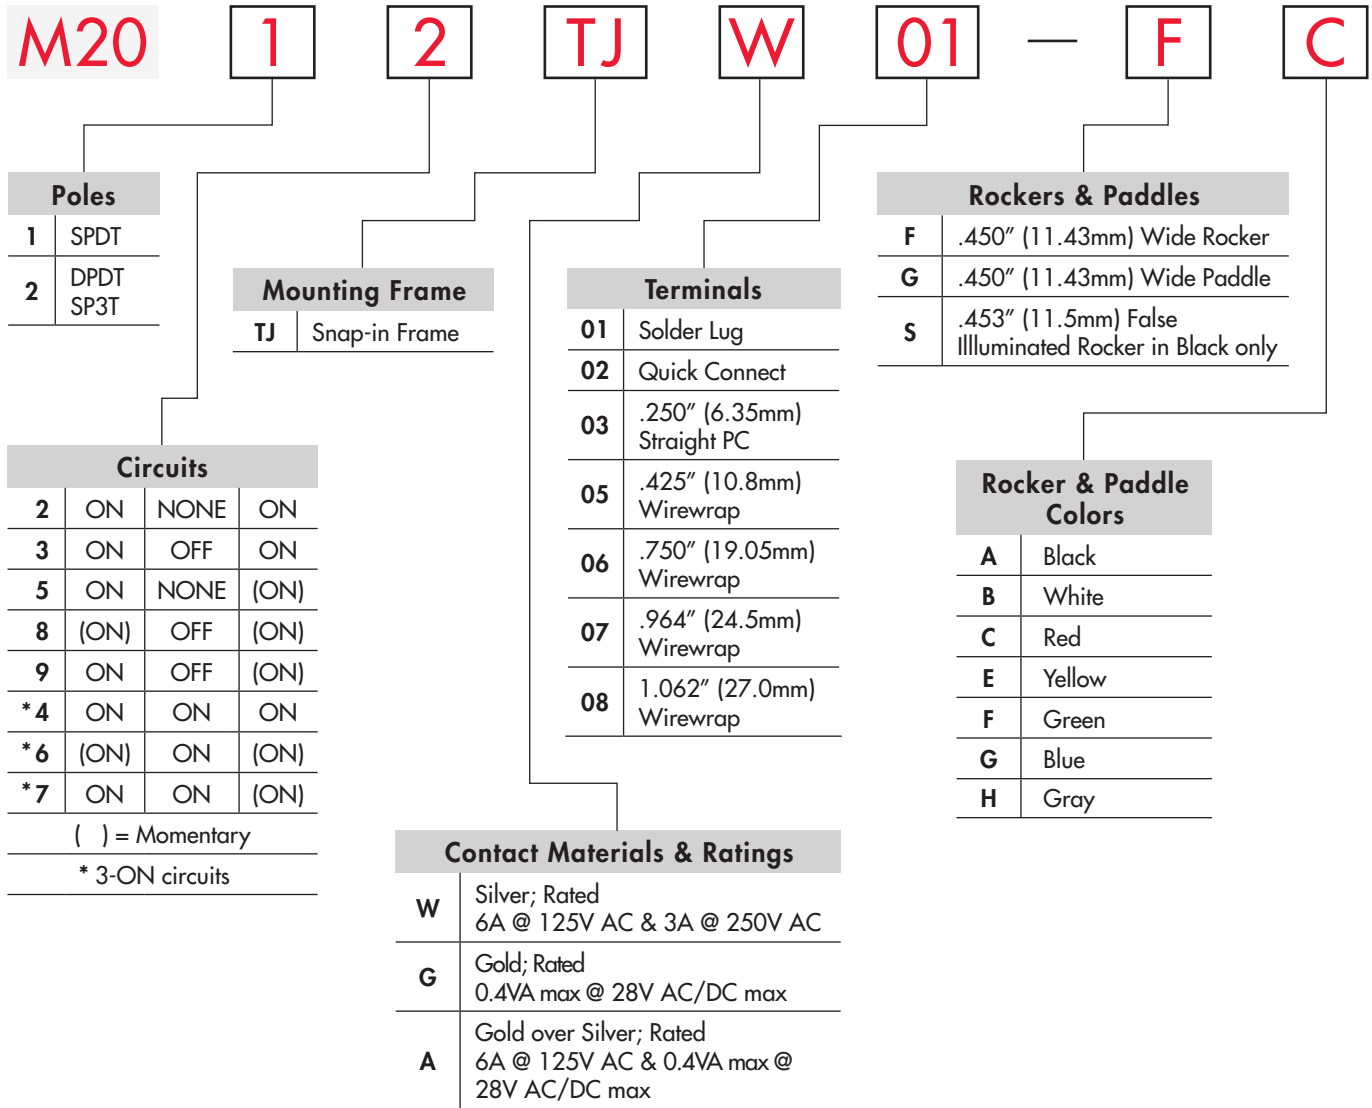 M20 1 2 TJ W 01 — F C
Poles
1 SPDT
2 DPDT
SP3T
Mounting Frame
TJ Snap-in Frame
Circuits
2 ON NONE ON
3 ON OFF ON
5 ON NONE (ON)
8 (ON) OFF (ON)
9 ON OFF (ON)
*4 ON ON ON
*6 (ON) ON (ON)
*7 ON ON (ON)
( ) = Momentary
* 3-ON circuits
Contact Materials & Ratings
W Silver; Rated
6A @ 125V AC & 3A @ 250V AC
G Gold; Rated
0.4VA max @ 28V AC/DC max
A Gold over Silver; Rated
6A @ 125V AC & 0.4VA max @
28V AC/DC max
Terminals
01 Solder Lug
02 Quick Connect
03 .250″ (6.35mm)
Straight PC
05 .425″ (10.8mm)
Wirewrap
06 .750″ (19.05mm)
Wirewrap
07 .964″ (24.5mm)
Wirewrap
08 1.062″ (27.0mm)
Wirewrap
Rockers & Paddles
F .450″ (11.43mm) Wide Rocker
G .450″ (11.43mm) Wide Paddle
S .453″ (11.5mm) False
Illluminated Rocker in Black only
Rocker & Paddle
Colors
A Black
B White
C Red
E Yellow
F Green
G Blue
H Gray